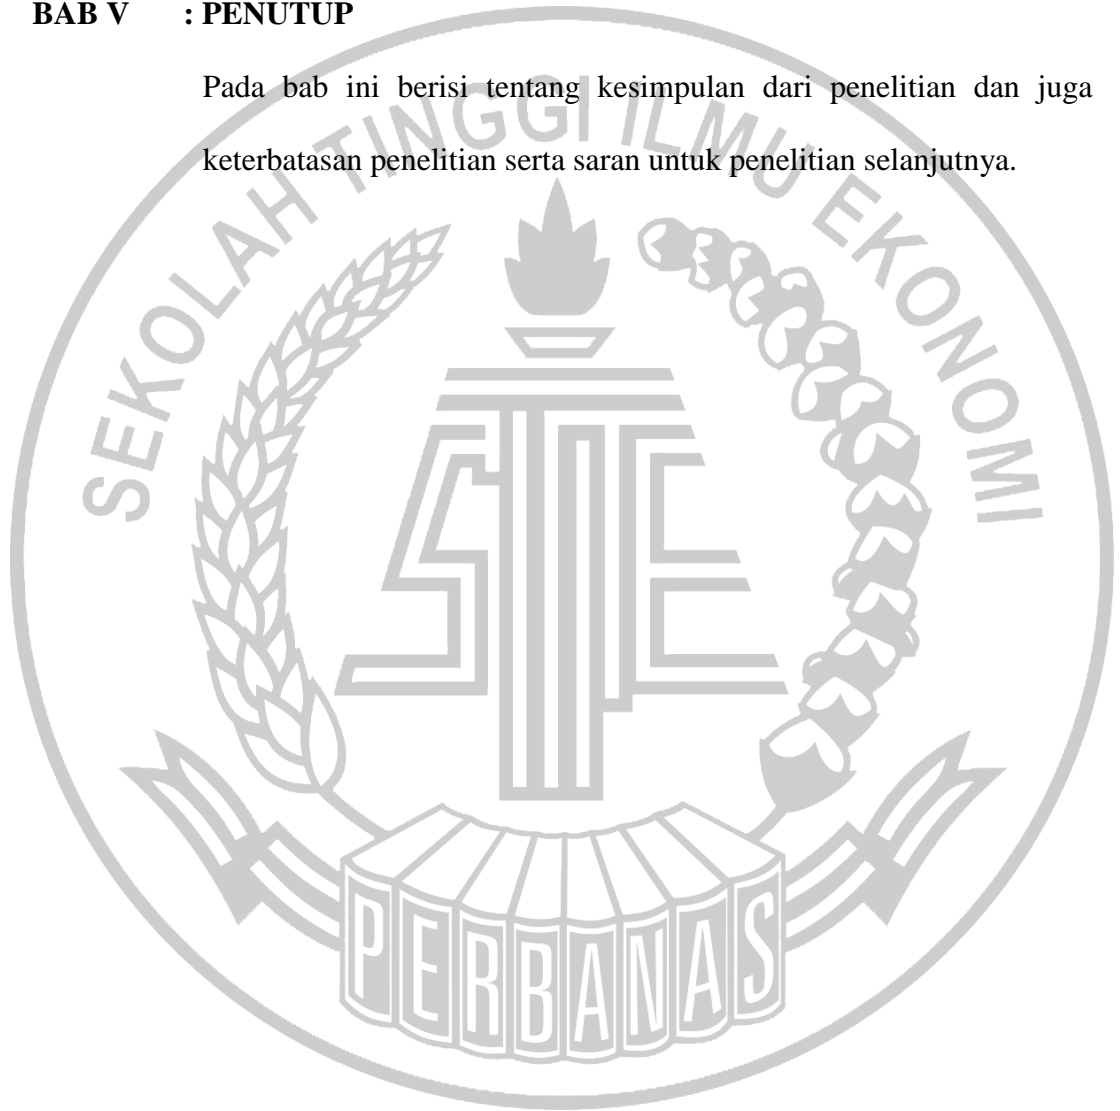 BAB V : PENUTUP
Pada bab ini berisi tentang kesimpulan dari penelitian dan juga
keterbatasan penelitian serta saran untuk penelitian selanjutnya.
SEKOLAH TINGGI ILMU EKONOMI
STIE
PERBANAS